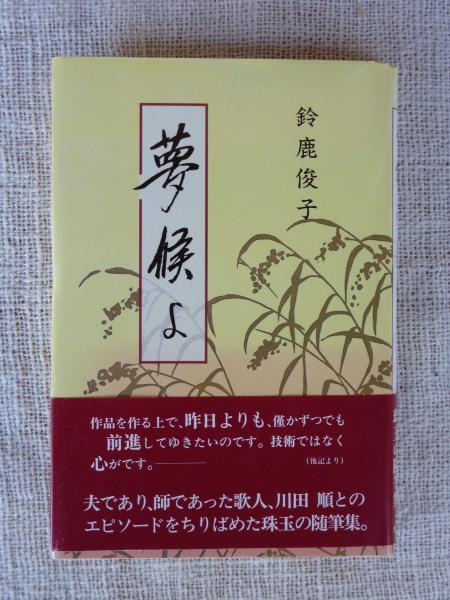 鈴鹿俊子
夢候よ
作品を作る上で、昨日よりも、僅かずつでも
前進してゆきたいのです。技術ではなく
心がです。――
(後記より)
夫であり、師であった歌人、川田 順との
エピソードをちりばめた珠玉の随筆集。